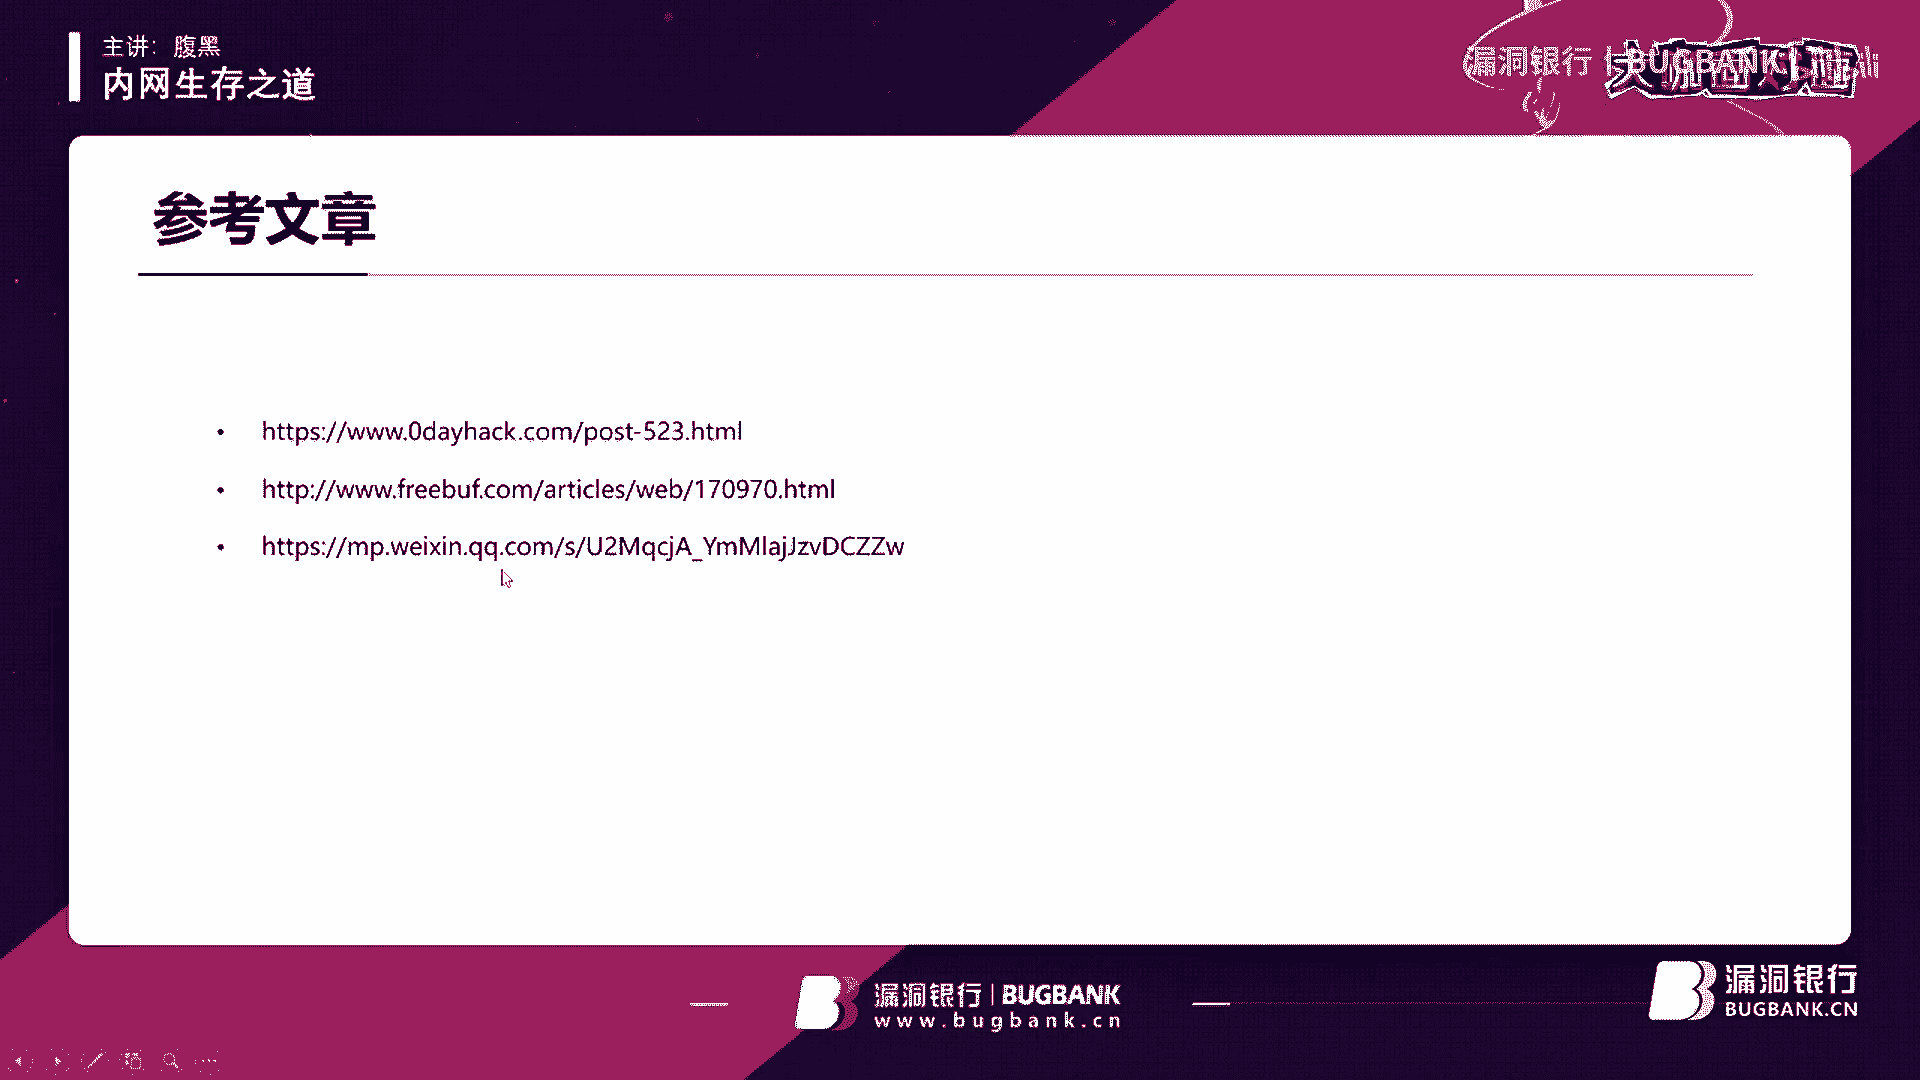 主讲：腹黑
内网生存之道
漏洞银行 | BUGBANK
参考文章
• https://www.0dayhack.com/post-523.html
• http://www.freebuf.com/articles/web/170970.html
• https://mp.weixin.qq.com/s/U2MqcjA_YmMlajJzvDCZZw
漏洞银行 | BUGBANK
www.bugbank.cn
漏洞银行
BUGBANK.CN